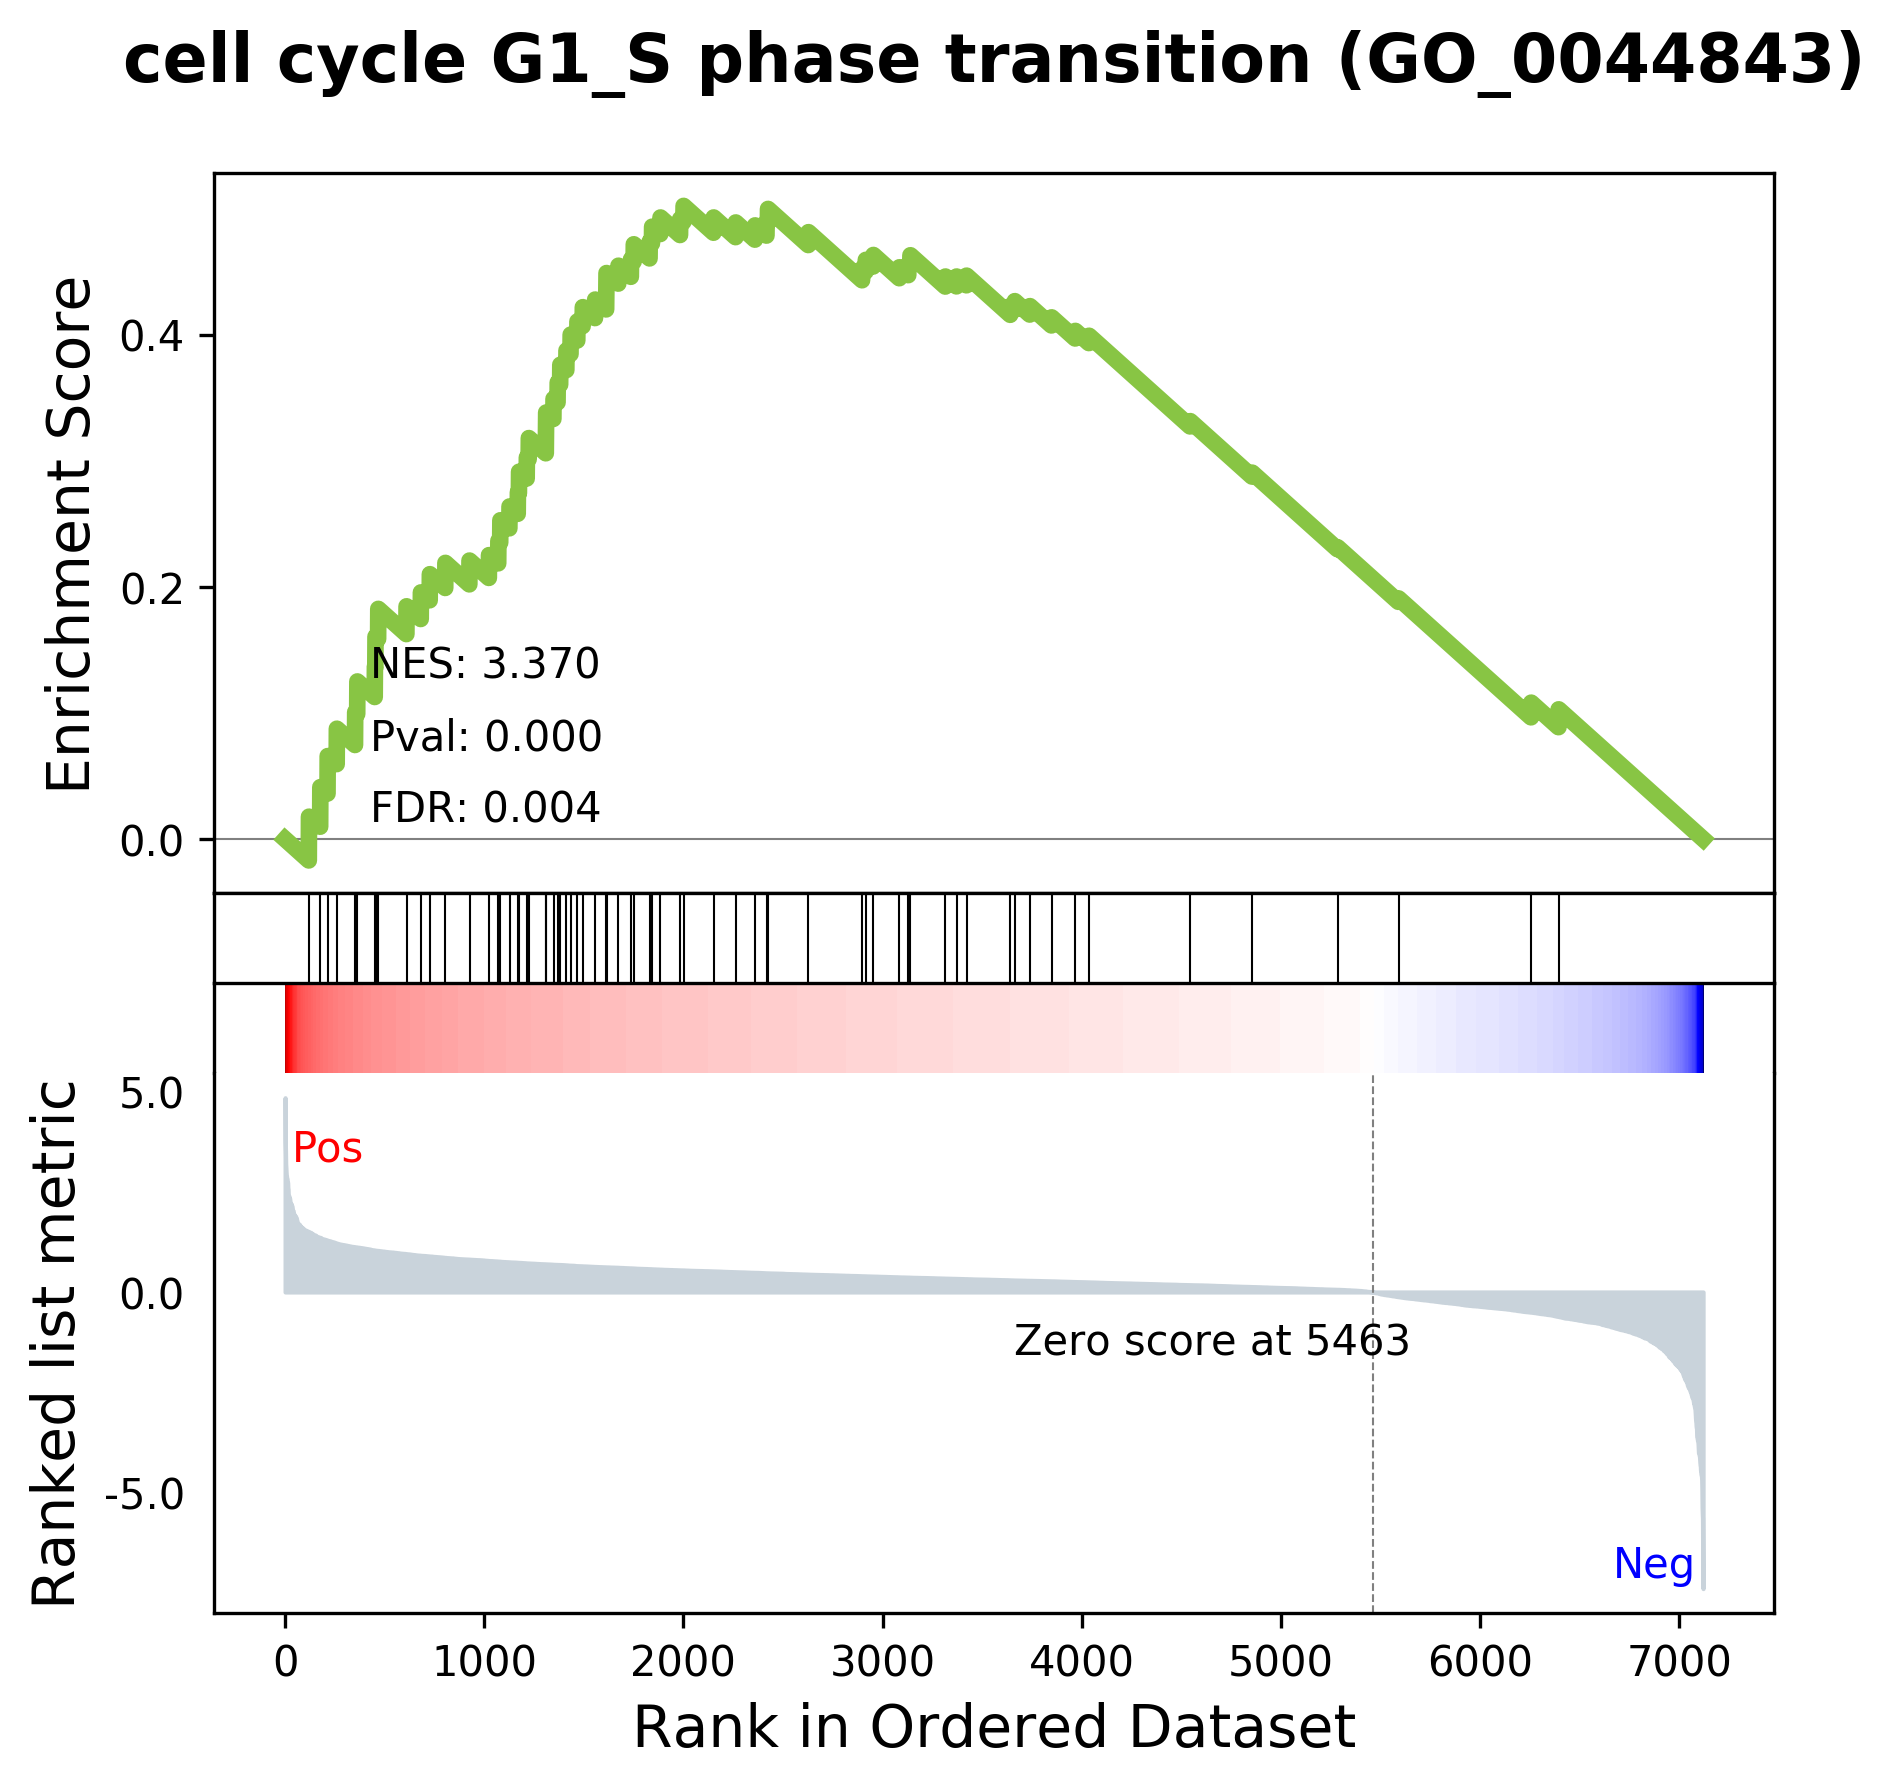 cell cycle G1_S phase transition (GO_0044843)
Enrichment Score
0.4
0.2
0.0
NES: 3.370
Pval: 0.000
FDR: 0.004
Ranked list metric
5.0
0.0
-5.0
Pos
Zero score at 5463
Neg
0 1000 2000 3000 4000 5000 6000 7000
Rank in Ordered Dataset